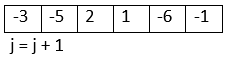 -3 -5 2 1 -6 -1
j = j + 1